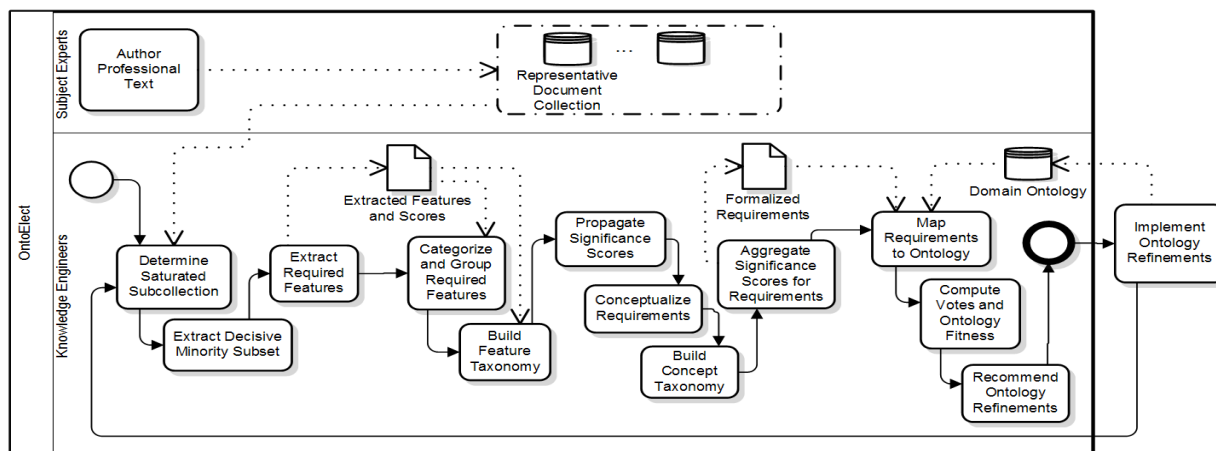 OntoElect
Subject Experts
Author
Professional
Text
...
Representative
Document
Collection
Knowledge Engineers
Determine
Saturated
Subcollection
Extract Decisive
Minority Subset
Extract
Required
Features
Extracted Features
and Scores
Categorize
and Group
Required
Features
Build
Feature
Taxonomy
Propagate
Significance
Scores
Conceptualize
Requirements
Build
Concept
Taxonomy
Formalized
Requirements
Aggregate
Significance
Scores for
Requirements
Map
Requirements
to Ontology
Domain Ontology
Compute
Votes and
Ontology
Fitness
Recommend
Ontology
Refinements
Implement
Ontology
Refinements